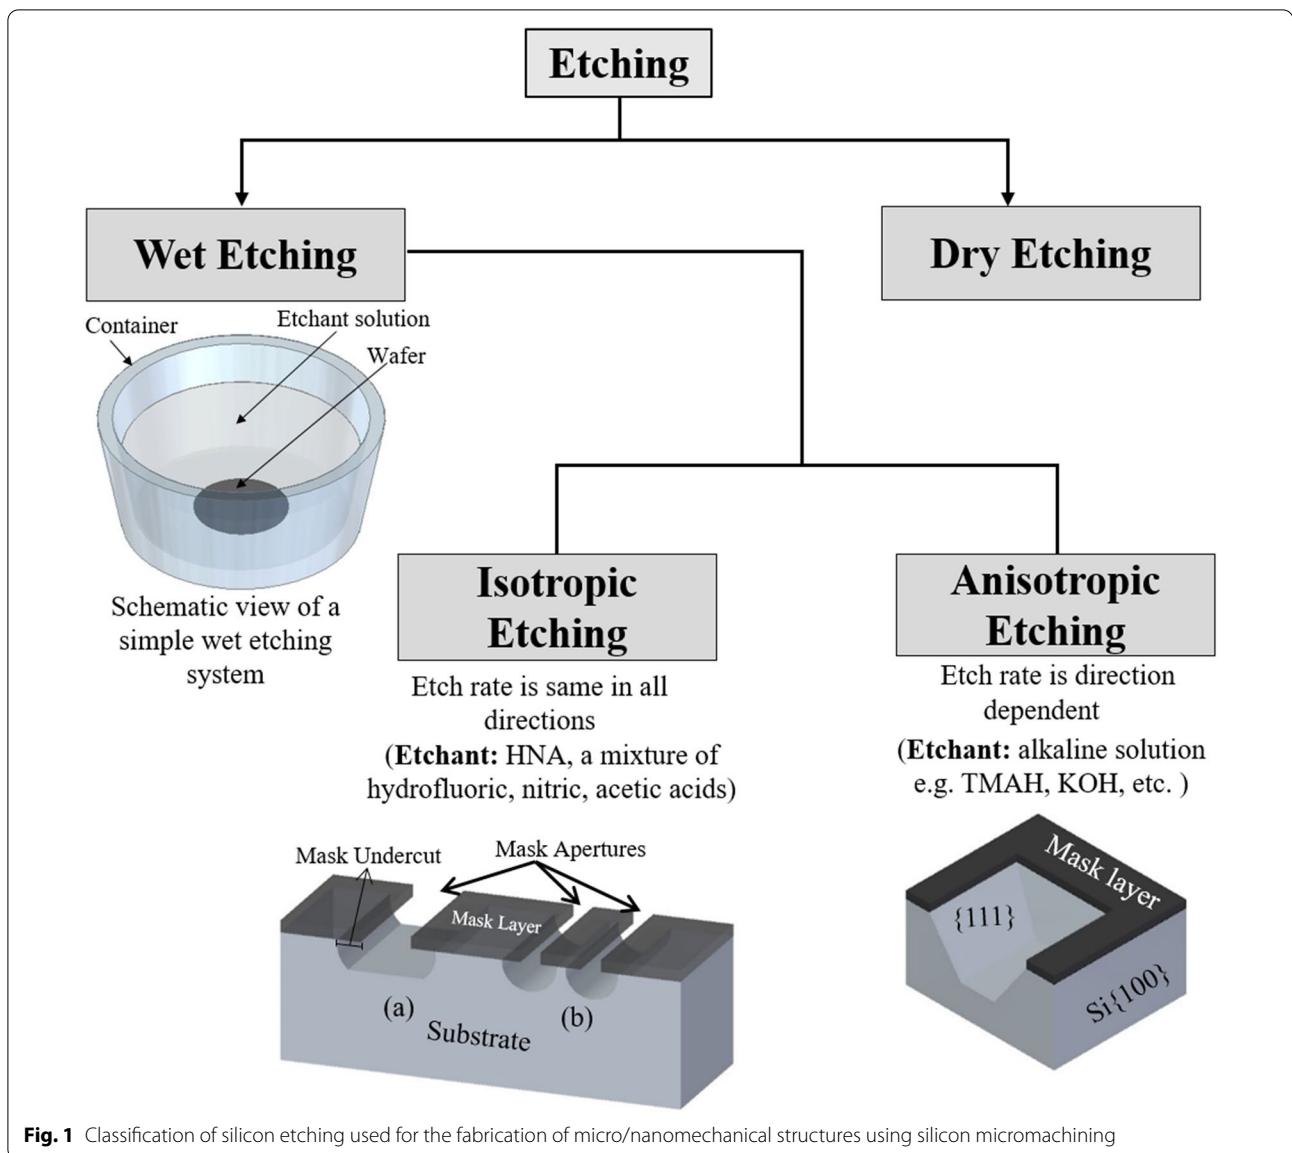 Etching
Wet Etching
Dry Etching
Container
Etchant solution
Wafer
Schematic view of a
simple wet etching
system
Isotropic
Etching
Etch rate is same in all
directions
(Etchant: HNA, a mixture of
hydrofluoric, nitric, acetic acids)
Anisotropic
Etching
Etch rate is direction
dependent
(Etchant: alkaline solution
e.g. TMAH, KOH, etc. )
Mask Undercut
Mask Apertures
Mask Layer
(a)
(b)
Substrate
Mask layer
{111}
Si{100}
Fig. 1 Classification of silicon etching used for the fabrication of micro/nanomechanical structures using silicon micromachining